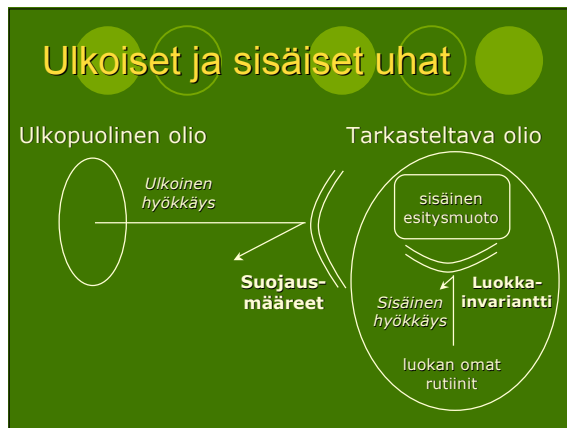 Ulkoiset ja sisäiset uhat
Ulkopuolinen olio
Tarkasteltava olio
Ulkoinen
hyökkäys
sisäinen
esitysmuoto
Suojaus-
määreet
Sisäinen
hyökkäys
Luokka-
invariantti
luokan omat
rutiinit